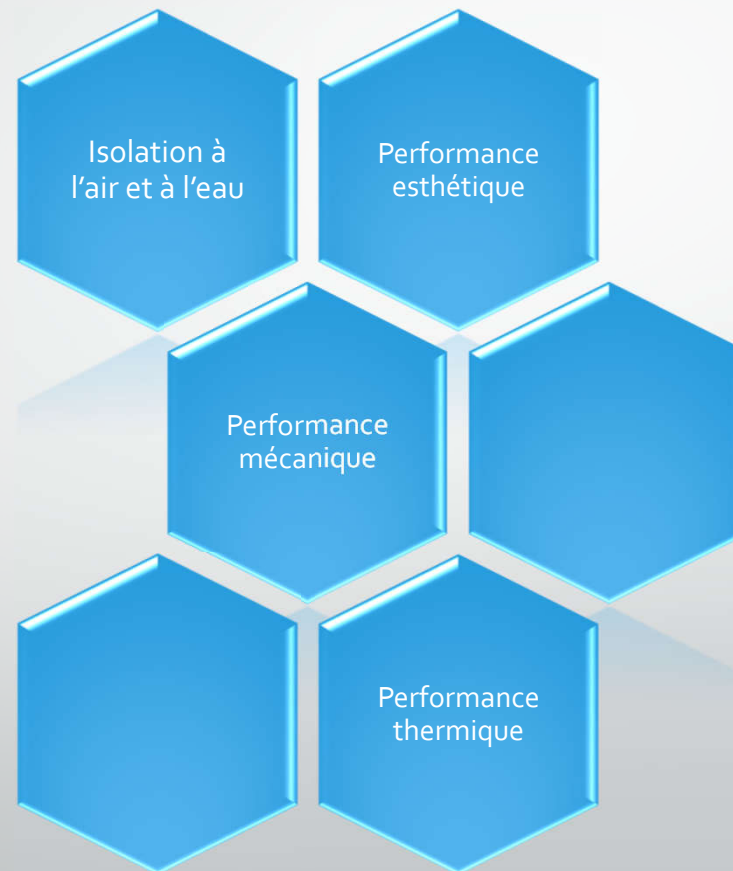 Isolation à
l’air et à l’eau
Performance
esthétique
Performance
mécanique
Performance
thermique